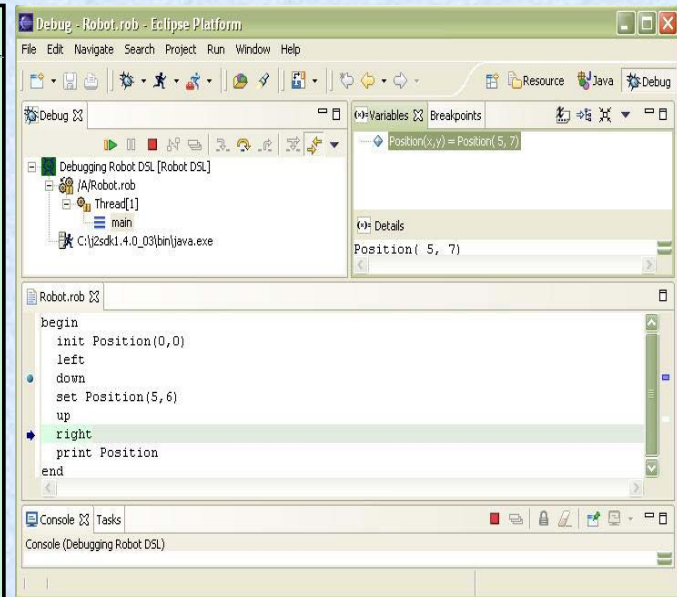 Debug - Robot.rob - Eclipse Platform
File Edit Navigate Search Project Run Window Help
Resource Java Debug
Debug
Debugging Robot DSL [Robot DSL]
/A/Robot.rob
Thread[1]
main
C:\j2sdk1.4.0_03\bin\java.exe
(x)= Variables Breakpoints
Position(x,y) = Position( 5, 7)
(x)= Details
Position( 5, 7)
Robot.rob
begin
init Position(0,0)
left
down
set Position(5,6)
up
right
print Position
end
Console Tasks
Console (Debugging Robot DSL)